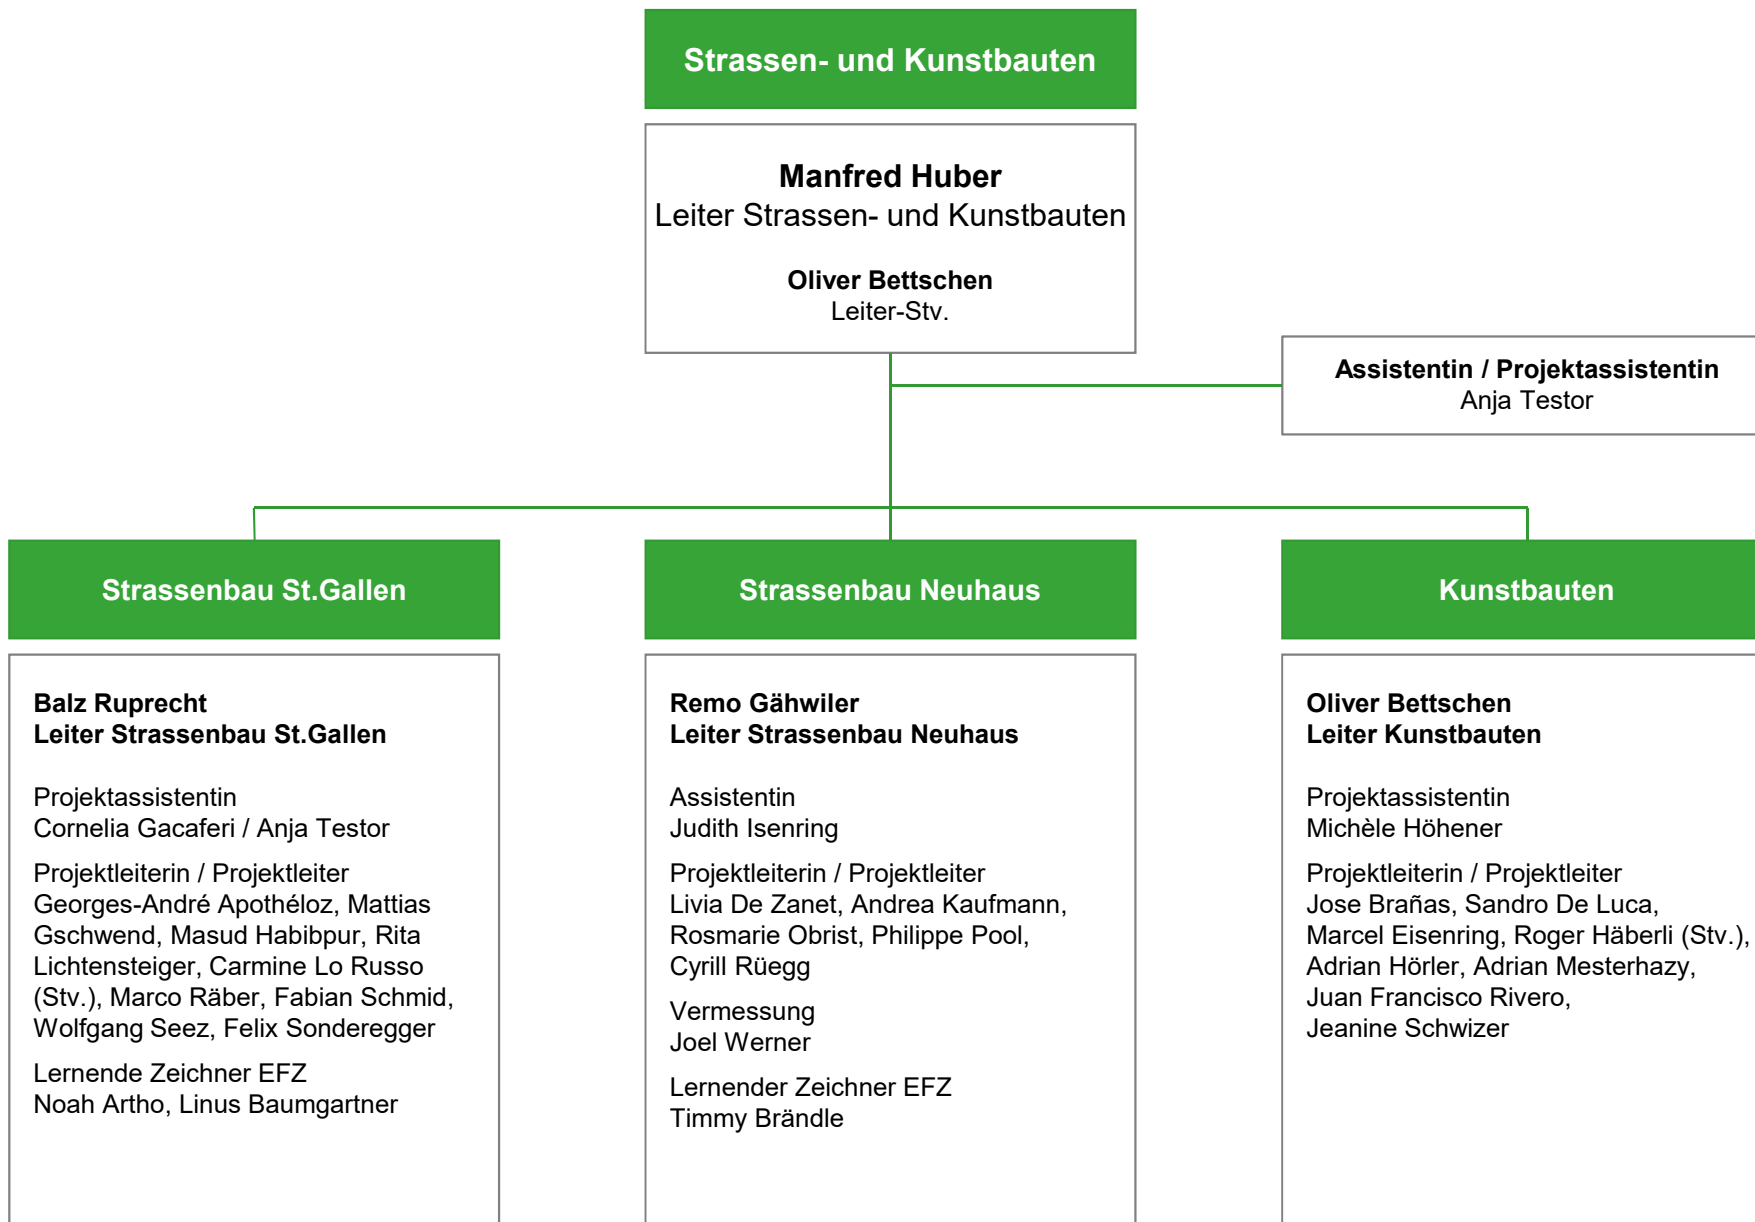 Strassen- und Kunstbauten
Manfred Huber
Leiter Strassen- und Kunstbauten
Oliver Bettschen
Leiter-Stv.
Assistentin / Projektassistentin
Anja Testor
Strassenbau St.Gallen
Balz Ruprecht
Leiter Strassenbau St.Gallen
Projektassistentin
Cornelia Gacaferi / Anja Testor
Projektleiterin / Projektleiter
Georges-André Apothéloz, Mattias
Gschwend, Masud Habibpur, Rita
Lichtensteiger, Carmine Lo Russo
(Stv.), Marco Räber, Fabian Schmid,
Wolfgang Seez, Felix Sonderegger
Lernende Zeichner EFZ
Noah Artho, Linus Baumgartner
Strassenbau Neuhaus
Remo Gähwiler
Leiter Strassenbau Neuhaus
Assistentin
Judith Isenring
Projektleiterin / Projektleiter
Livia De Zanet, Andrea Kaufmann,
Rosmarie Obrist, Philippe Pool,
Cyrill Rüegg
Vermessung
Joel Werner
Lernender Zeichner EFZ
Timmy Brändle
Kunstbauten
Oliver Bettschen
Leiter Kunstbauten
Projektassistentin
Michèle Höhener
Projektleiterin / Projektleiter
Jose Brañas, Sandro De Luca,
Marcel Eisenring, Roger Häberli (Stv.),
Adrian Hörler, Adrian Mesterhazy,
Juan Francisco Rivero,
Jeanine Schwizer